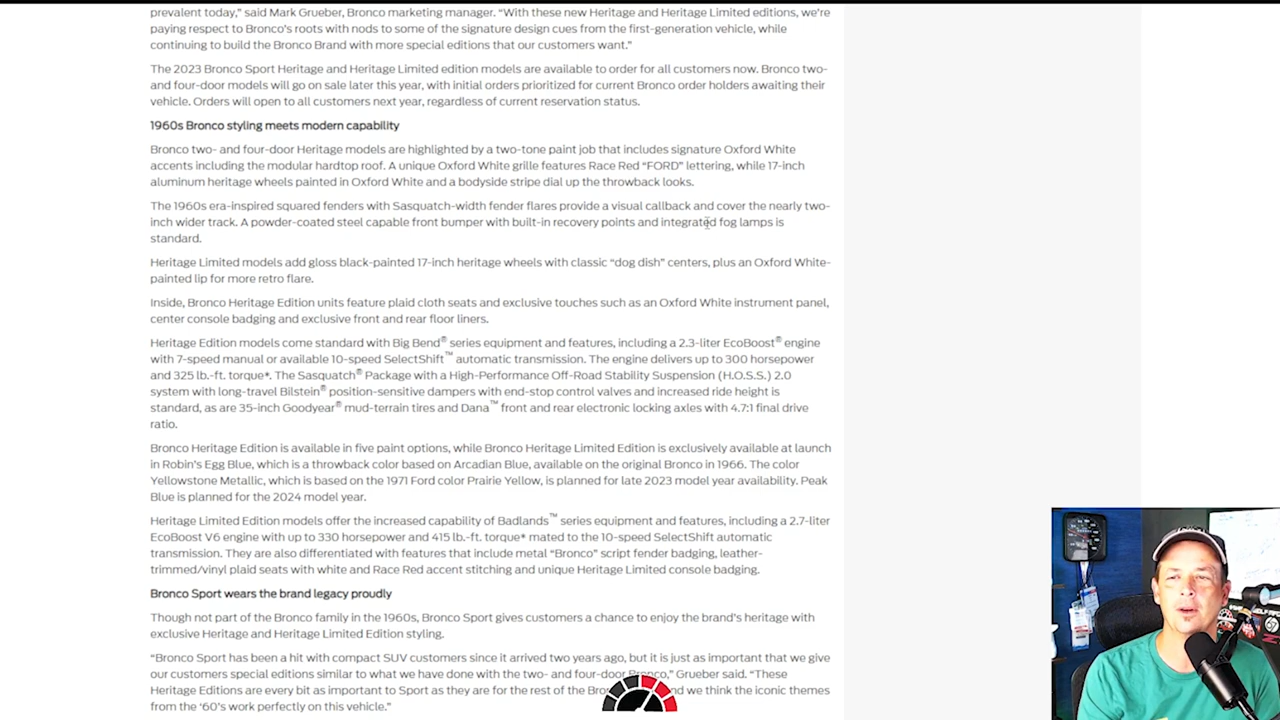 prevalent today,” said Mark Grueber, Bronco marketing manager. “With these new Heritage and Heritage Limited editions, we’re
paying respect to Bronco’s roots with nods to some of the signature design cues from the first-generation vehicle, while
continuing to build the Bronco Brand with more special editions that our customers want.”
The 2023 Bronco Sport Heritage and Heritage Limited edition models are available to order for all customers now. Bronco two-
and four-door models will go on sale later this year, with initial orders prioritized for current Bronco order holders awaiting their
vehicle. Orders will open to all customers next year, regardless of current reservation status.
1960s Bronco styling meets modern capability
Bronco two- and four-door Heritage models are highlighted by a two-tone paint job that includes signature Oxford White
accents including the modular hardtop roof. A unique Oxford White grille features Race Red “FORD” lettering, while 17-inch
aluminum heritage wheels painted in Oxford White and a bodyside stripe dial up the throwback looks.
The 1960s era-inspired squared fenders with Sasquatch-width fender flares provide a visual callback and cover the nearly two-
inch wider track. A powder-coated steel capable front bumper with built-in recovery points and integrated fog lamps is
standard.
Heritage Limited models add gloss black-painted 17-inch heritage wheels with classic “dog dish” centers, plus an Oxford White-
painted lip for more retro flare.
Inside, Bronco Heritage Edition units feature plaid cloth seats and exclusive touches such as an Oxford White instrument panel,
center console badging and exclusive front and rear floor liners.
Heritage Edition models come standard with Big Bend® series equipment and features, including a 2.3-liter EcoBoost® engine
with 7-speed manual or available 10-speed SelectShift™ automatic transmission. The engine delivers up to 300 horsepower
and 325 lb.-ft. torque*. The Sasquatch® Package with a High-Performance Off-Road Stability Suspension (H.O.S.S.) 2.0
system with long-travel Bilstein® position-sensitive dampers with end-stop control valves and increased ride height is
standard, as are 35-inch Goodyear® mud-terrain tires and Dana™ front and rear electronic locking axles with 4.7:1 final drive
ratio.
Bronco Heritage Edition is available in five paint options, while Bronco Heritage Limited Edition is exclusively available at launch
in Robin’s Egg Blue, which is a throwback color based on Arcadian Blue, available on the original Bronco in 1966. The color
Yellowstone Metallic, which is based on the 1971 Ford color Prairie Yellow, is planned for late 2023 model year availability. Peak
Blue is planned for the 2024 model year.
Heritage Limited Edition models offer the increased capability of Badlands™ series equipment and features, including a 2.7-liter
EcoBoost V6 engine with up to 330 horsepower and 415 lb.-ft. torque* mated to the 10-speed SelectShift automatic
transmission. They are also differentiated with features that include metal “Bronco” script fender badging, leather-
trimmed/vinyl plaid seats with white and Race Red accent stitching and unique Heritage Limited console badging.
Bronco Sport wears the brand legacy proudly
Though not part of the Bronco family in the 1960s, Bronco Sport gives customers a chance to enjoy the brand’s heritage with
exclusive Heritage and Heritage Limited Edition styling.
“Bronco Sport has been a hit with compact SUV customers since it arrived two years ago, but it is just as important that we give
our customers special editions similar to what we have done with the two- and four-door Bronco,” Grueber said. “These
Heritage Editions are every bit as important to Sport as they are for the rest of the Bro nd we think the iconic themes
from the ‘60’s work perfectly on this vehicle.”